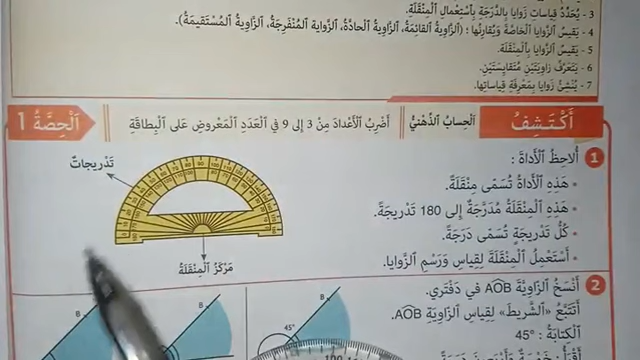 3 - يُحَدِّدُ قِياساتِ زَوايا بِالدَّرَجَةِ بِاسْتِعْمالِ الْمِنْقَلَةِ.
4 - يَقيسُ الزَّوايا الْخاصَّةَ وَيُقارِنُها : (الزّاوِيَةُ الْقائِمَةُ، الزّاوِيَةُ الْحادَّةُ، الزّاوِيَةُ الْمُنْفَرِجَةُ، الزّاوِيَةُ الْمُسْتَقيمَةُ).
5 - يَقيسُ الزَّوايا بِالْمِنْقَلَةِ.
6 - يَتَعَرَّفُ زاوِيَتَيْنِ مُتَقايِسَتَيْنِ.
7 - يُنْشِئُ زَوايا بِمَعْرِفَةِ قِياساتِها.
أَكْتَشِفُ
الْحِسابُ الذِّهْنِيُّ
أَضْرِبُ الْأَعْدادَ مِنْ 3 إِلى 9 في الْعَدَدِ الْمَعْروضِ عَلى الْبِطاقَةِ
الْحِصَّةُ 1
1 أُلاحِظُ الْأَداةَ :
• هَذِهِ الْأَداةُ تُسَمّى مِنْقَلَةً.
• هَذِهِ الْمِنْقَلَةُ مُدَرَّجَةٌ إِلى 180 تَدْريجَةً.
• كُلُّ تَدْريجَةٍ تُسَمّى دَرَجَةً.
• أَسْتَعْمِلُ الْمِنْقَلَةَ لِقِياسِ وَرَسْمِ الزَّوايا.
تَدْريجاتٌ
مَرْكَزُ الْمِنْقَلَةِ
2 أَنْسَخُ الزّاوِيَةَ AOB في دَفْتَري.
أَتَتَبَّعُ «الشَّريطَ» لِقِياسِ الزّاوِيَةِ AOB.
الْكِتابَةُ : 45°
B
B
B
45°
100